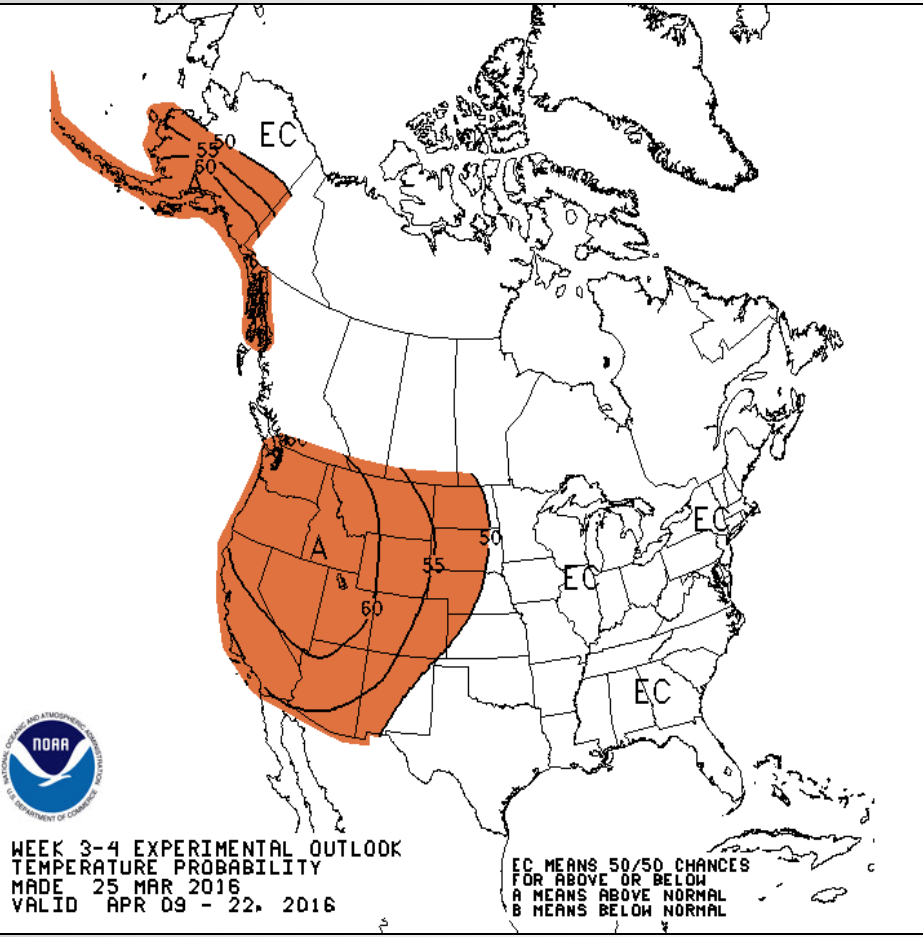 EC
50
55
60
A
50
A
55
60
EC
EC
EC
NATIONAL OCEANIC AND ATMOSPHERIC ADMINISTRATION
NOAA
U.S. DEPARTMENT OF COMMERCE
WEEK 3-4 EXPERIMENTAL OUTLOOK
TEMPERATURE PROBABILITY
MADE 25 MAR 2016
VALID APR 09 - 22, 2016
EC MEANS 50/50 CHANCES
FOR ABOVE OR BELOW
A MEANS ABOVE NORMAL
B MEANS BELOW NORMAL